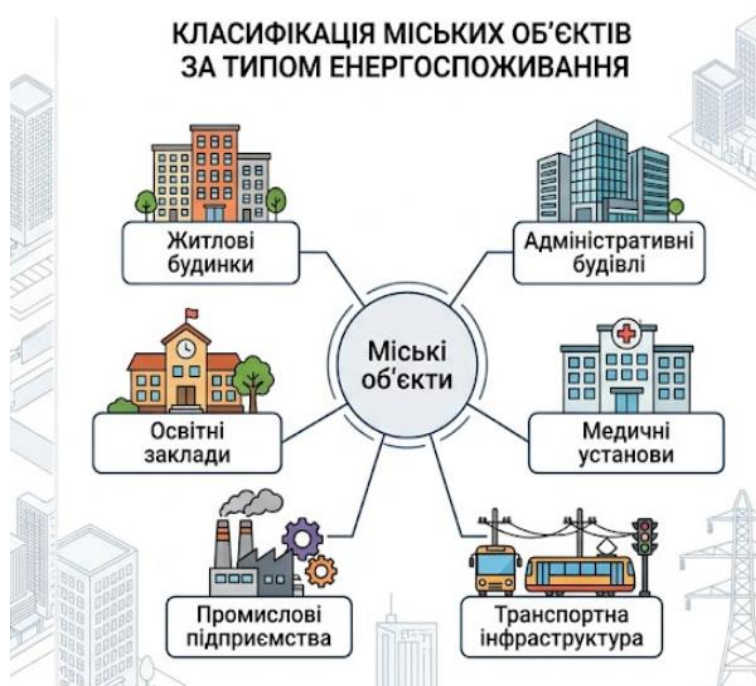 КЛАСИФІКАЦІЯ МІСЬКИХ ОБ'ЄКТІВ
ЗА ТИПОМ ЕНЕРГОСПОЖИВАННЯ
Житлові
будинки
Адміністративні
будівлі
Міські
об'єкти
Освітні
заклади
Медичні
установи
Промислові
підприємства
Транспортна
інфраструктура